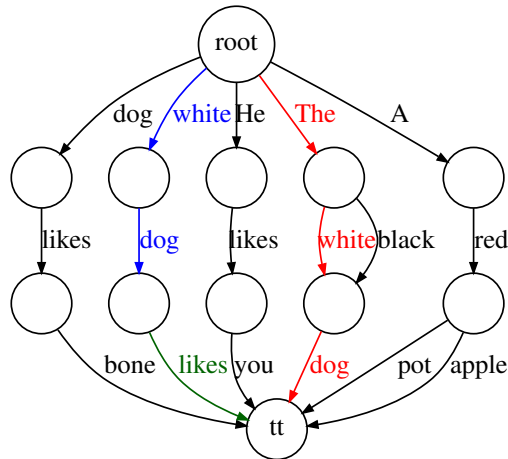 root
dog white He The A
likes dog likes white black red
bone likes you dog pot apple
tt